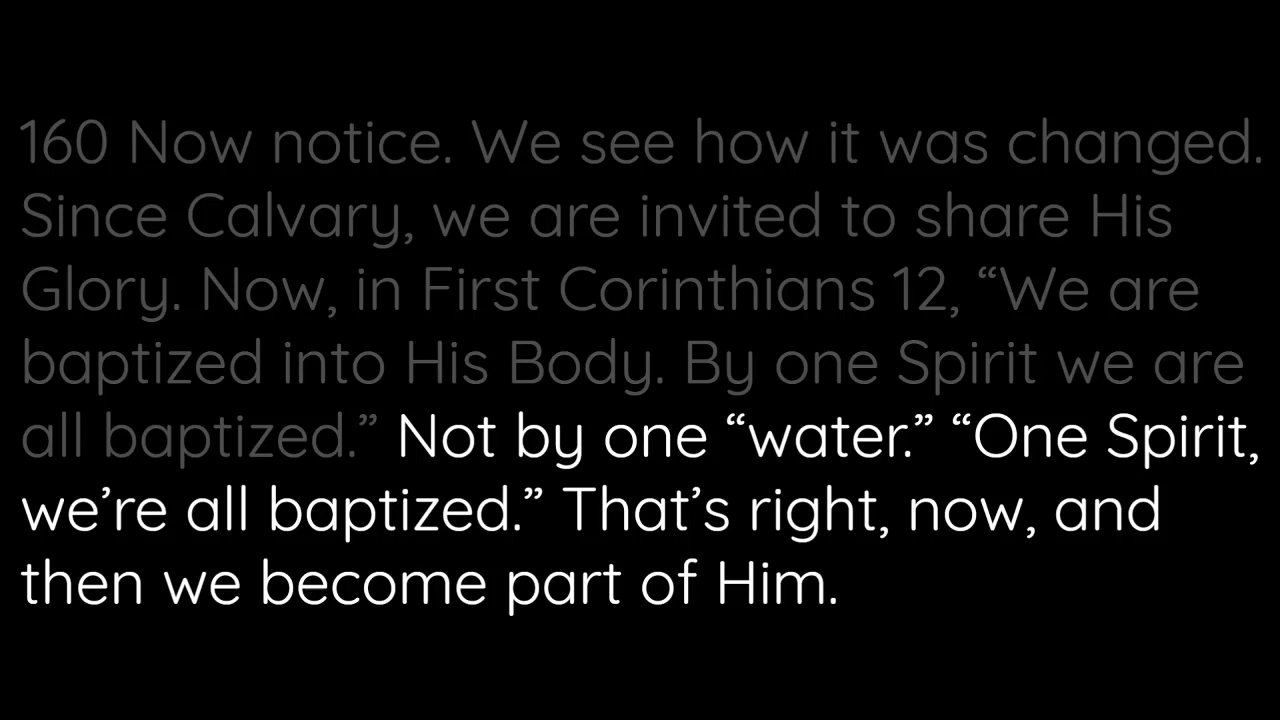 160 Now notice. We see how it was changed.
Since Calvary, we are invited to share His
Glory. Now, in First Corinthians 12, “We are
baptized into His Body. By one Spirit we are
all baptized.” Not by one “water.” “One Spirit,
we’re all baptized.” That’s right, now, and
then we become part of Him.